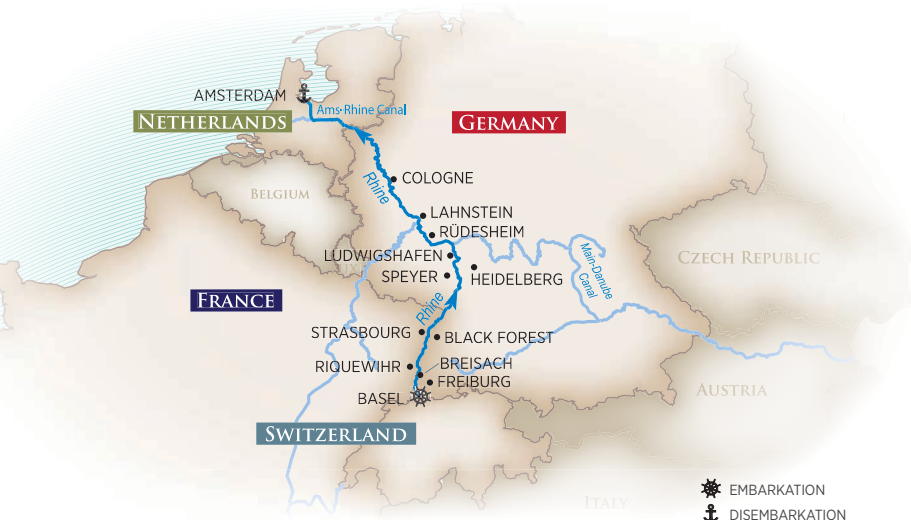 AMSTERDAM
Ams-Rhine Canal
NETHERLANDS
GERMANY
BELGIUM
Rhine
COLOGNE
LAHNSTEIN
RÜDESHEIM
LUDWIGSHAFEN
SPEYER
HEIDELBERG
Main-Danube
Canal
CZECH REPUBLIC
FRANCE
Rhine
STRASBOURG
BLACK FOREST
RIQUEWIHR
BREISACH
FREIBURG
BASEL
AUSTRIA
SWITZERLAND
ITALY
EMBARKATION
DISEMBARKATION